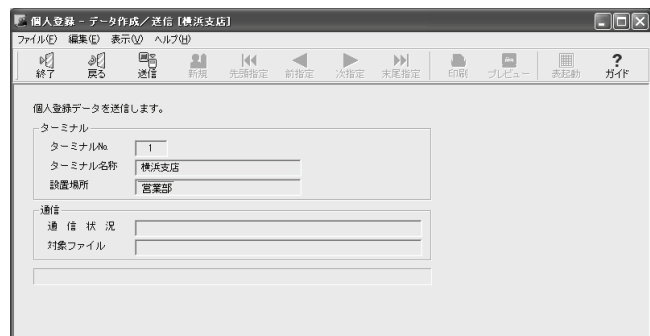 個人登録 - データ作成／送信 [横浜支店]
ファイル(F) 編集(E) 表示(V) ヘルプ(H)
終了 戻る 送信 新規 先頭指定 前指定 次指定 末尾指定 印刷 プレビュー 表起動 ガイド
個人登録データを送信します。
ターミナル
ターミナルNo. 1
ターミナル名称 横浜支店
設置場所 営業部
通信
通 信 状 況
対象ファイル